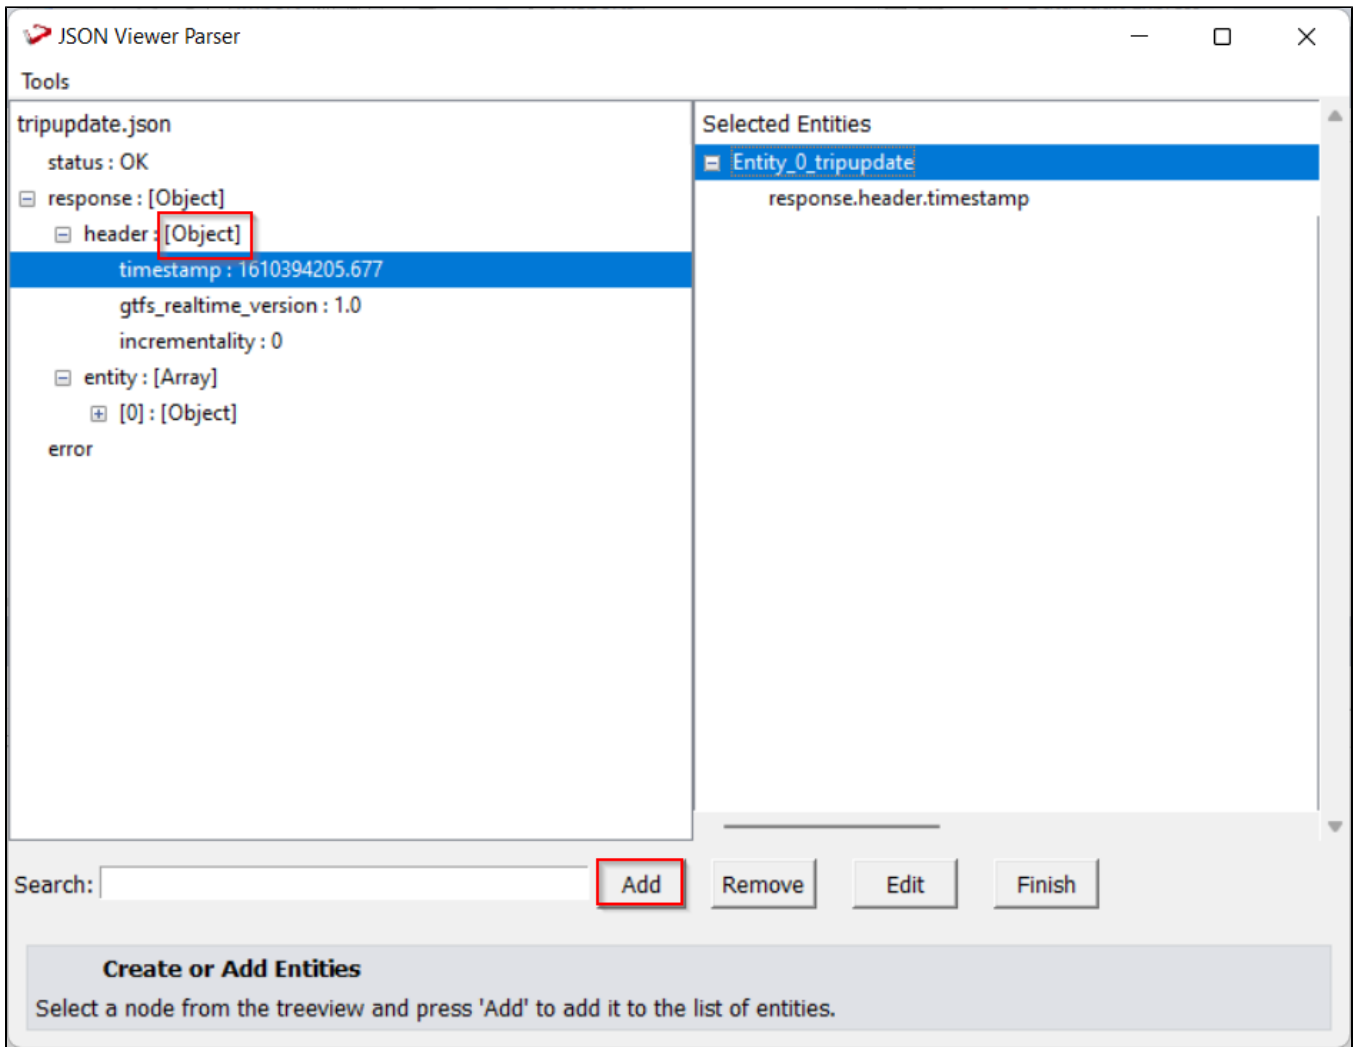 JSON Viewer Parser
Tools
tripupdate.json
status : OK
response : [Object]
header : [Object]
timestamp : 1610394205.677
gtfs_realtime_version : 1.0
incrementality : 0
entity : [Array]
[0] : [Object]
error
Selected Entities
Entity_0_tripupdate
response.header.timestamp
Search:
Add
Remove
Edit
Finish
Create or Add Entities
Select a node from the treeview and press 'Add' to add it to the list of entities.